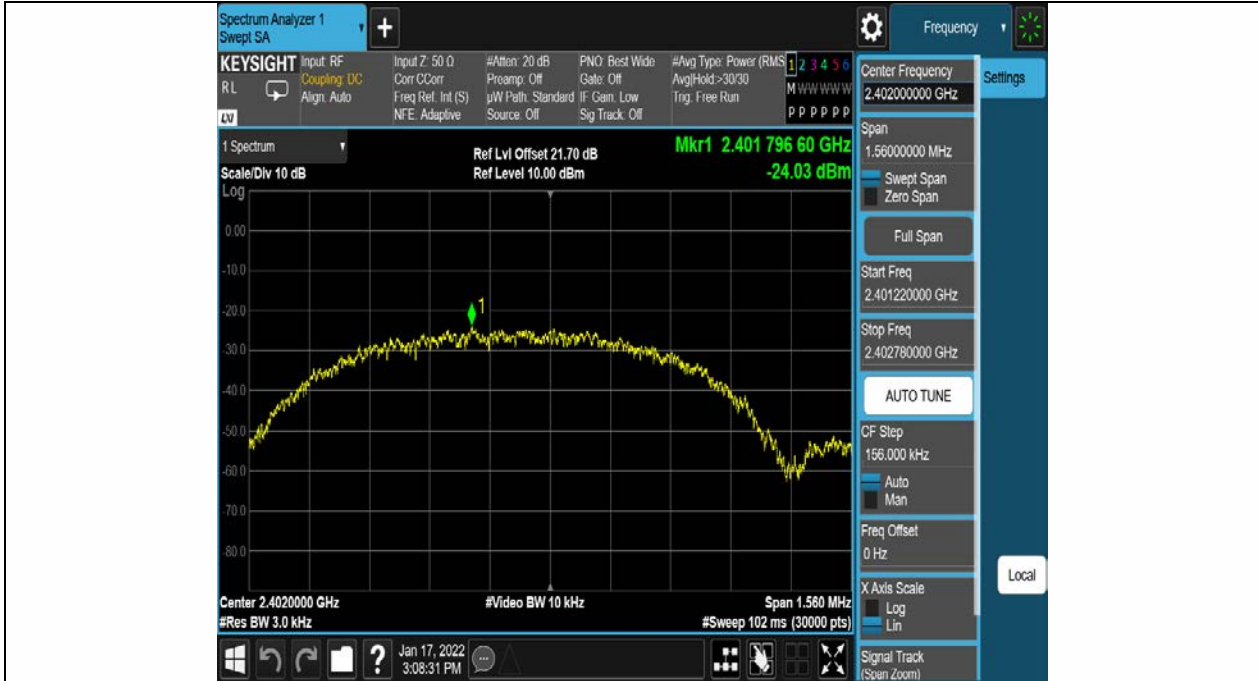 Spectrum Analyzer 1
Swept SA
+
Frequency
KEYSIGHT
RL
LXI
Input: RF
Coupling: DC
Align: Auto
Input Z: 50 Ω
Corr CCorr
Freq Ref: Int (S)
NFE: Adaptive
#Atten: 20 dB
Preamp: Off
µW Path: Standard
Source: Off
PNO: Best Wide
Gate: Off
IF Gain: Low
Sig Track: Off
#Avg Type: Power (RMS
Avg|Hold:>30/30
Trig: Free Run
1 2 3 4 5 6
M W W W W W
P P P P P P
Center Frequency
2.402000000 GHz
Settings
Span
1.56000000 MHz
Swept Span
Zero Span
Full Span
Start Freq
2.401220000 GHz
Stop Freq
2.402780000 GHz
AUTO TUNE
CF Step
156.000 kHz
Auto
Man
Freq Offset
0 Hz
X Axis Scale
Log
Lin
Local
Signal Track
(Span Zoom)
1 Spectrum
Scale/Div 10 dB
Ref Lvl Offset 21.70 dB
Ref Level 10.00 dBm
Mkr1 2.401 796 60 GHz
-24.03 dBm
Log
0.00
-10.0
-20.0
-30.0
-40.0
-50.0
-60.0
-70.0
-80.0
1
Center 2.4020000 GHz
#Res BW 3.0 kHz
#Video BW 10 kHz
Span 1.560 MHz
#Sweep 102 ms (30000 pts)
?
Jan 17, 2022
3:08:31 PM